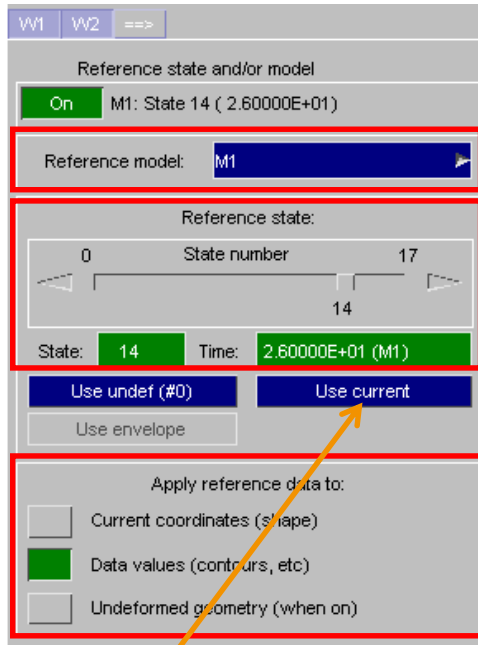 W1 W2 ==>
Reference state and/or model
On M1: State 14 ( 2.60000E+01)
Reference model: M1
Reference state:
0 State number 17
14
State: 14 Time: 2.60000E+01 (M1)
Use undef (#0) Use current
Use envelope
Apply reference data to:
Current coordinates (shape)
Data values (contours, etc)
Undeformed geometry (when on)